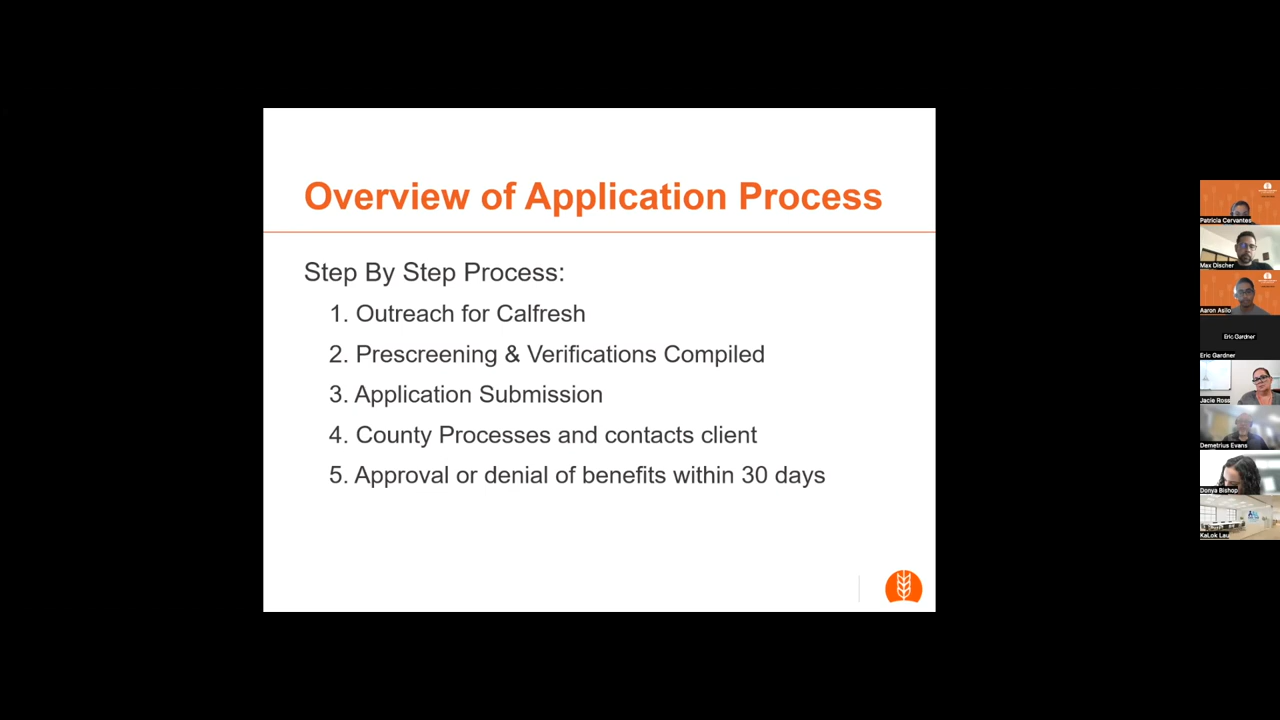 Overview of Application Process
Step By Step Process:
1. Outreach for Calfresh
2. Prescreening & Verifications Compiled
3. Application Submission
4. County Processes and contacts client
5. Approval or denial of benefits within 30 days
Patricia Cervantes
Max Discher
Aaron Asilo
Eric Gardner
Eric Gardner
Jacie Ross
Demetrius Evans
Donya Bishop
KaLok Lau